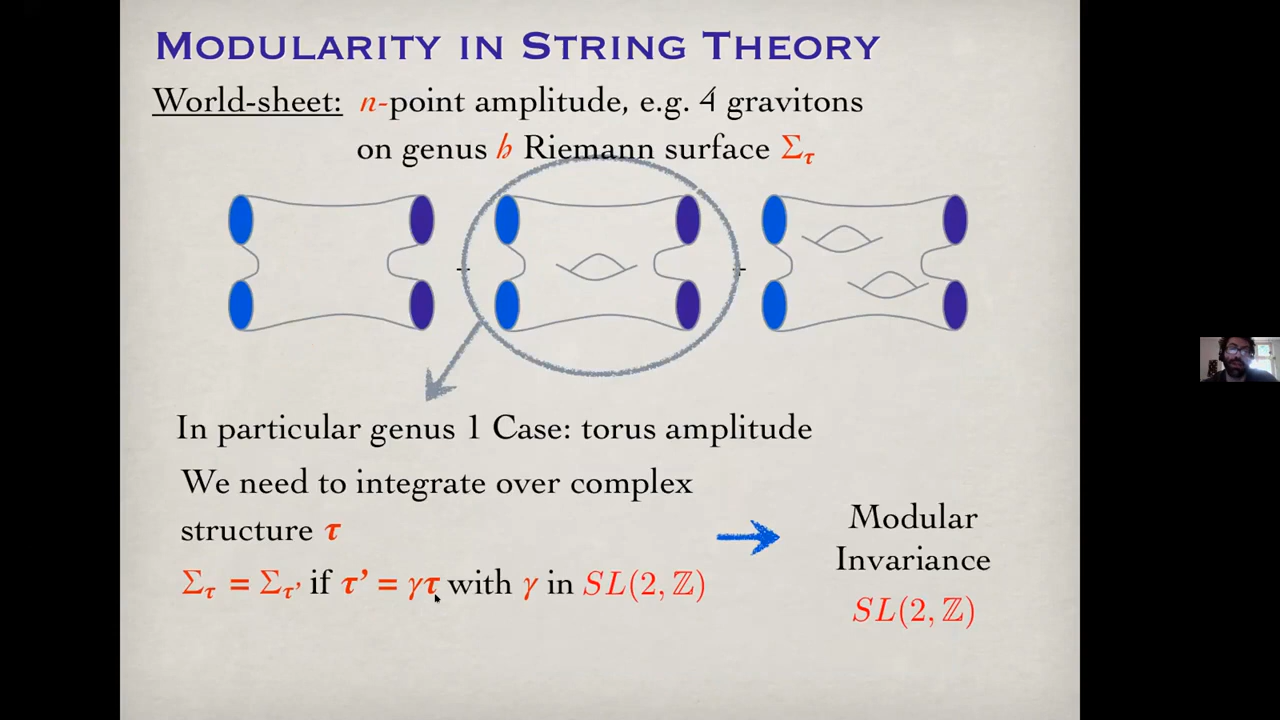 MODULARITY IN STRING THEORY
World-sheet: n-point amplitude, e.g. 4 gravitons
on genus h Riemann surface Στ
+ +
In particular genus 1 Case: torus amplitude
We need to integrate over complex
structure τ
Στ = Στ' if τ' = γτ with γ in SL(2, ℤ)
Modular
Invariance
SL(2, ℤ)